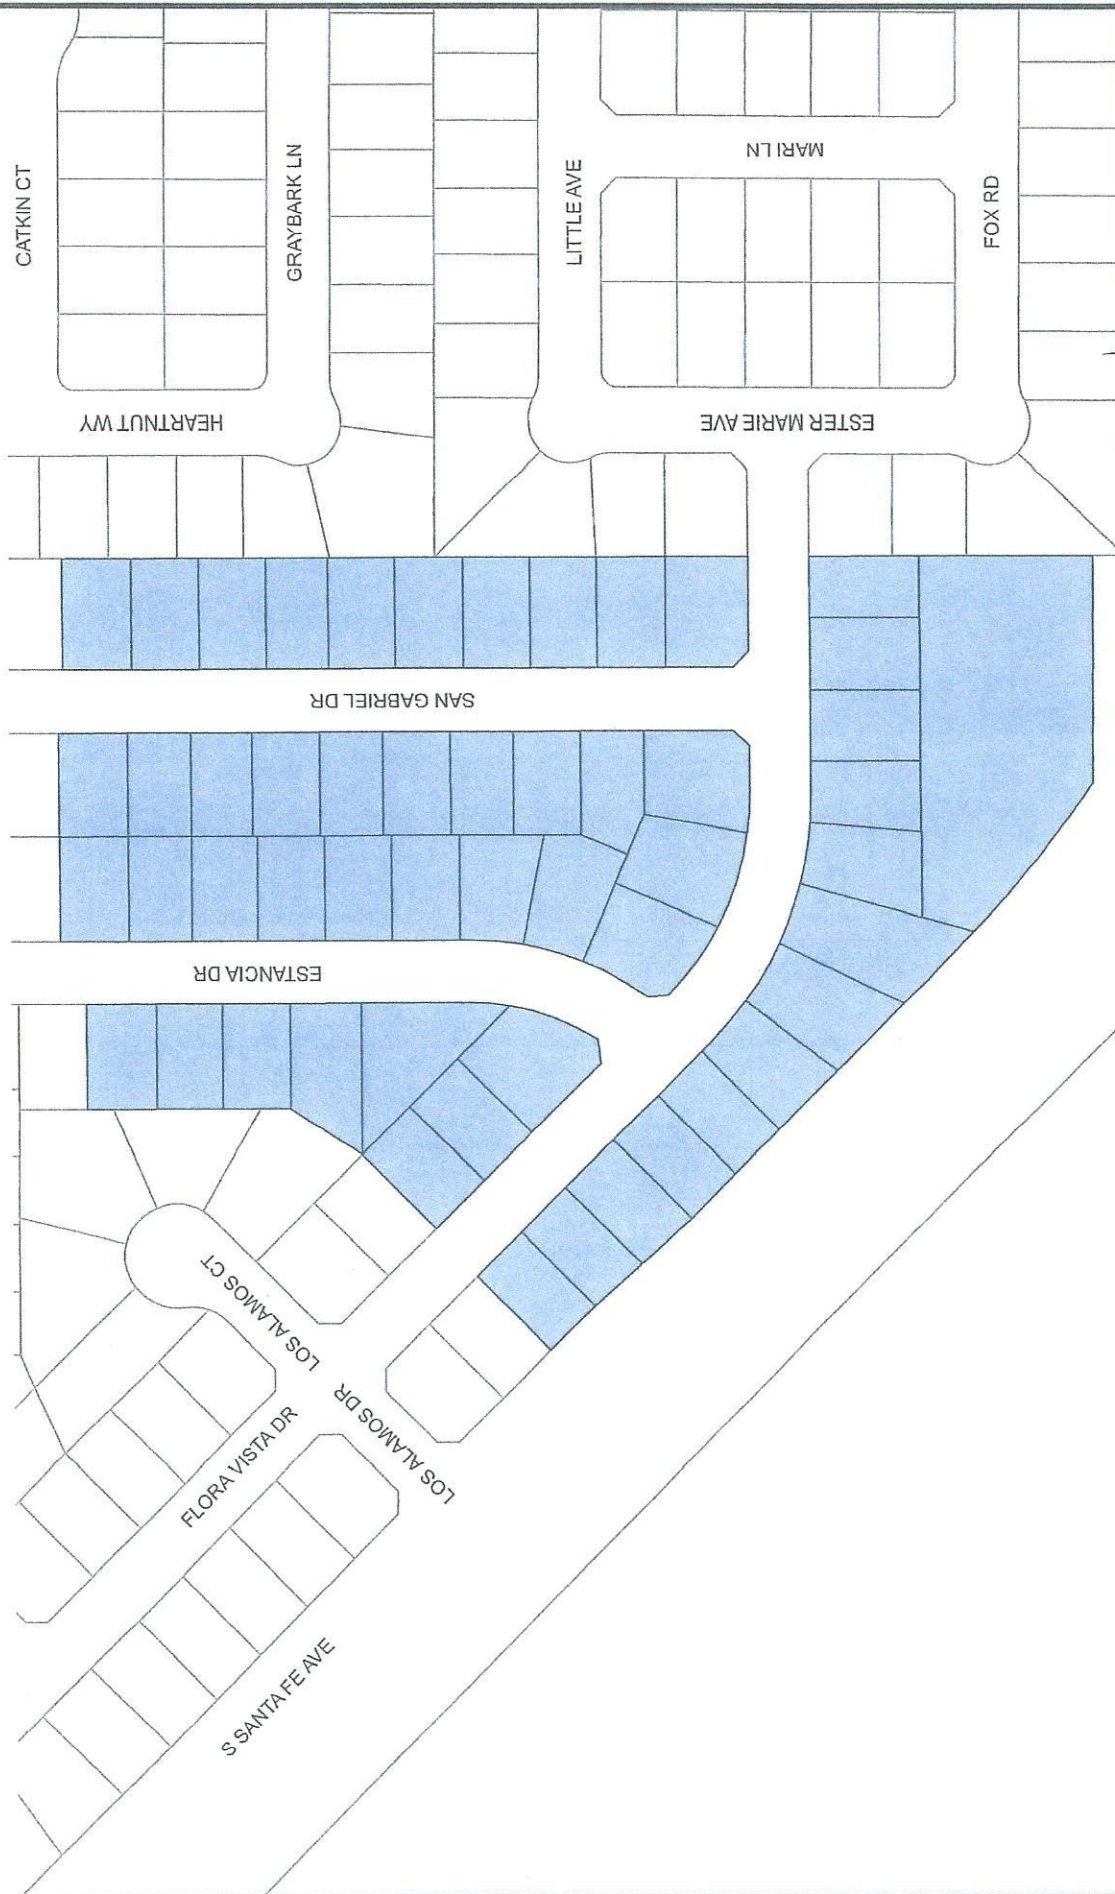 CATKIN CT
GRAYBARK LN
LITTLE AVE
MARI LN
FOX RD
HEARTNUT WY
ESTER MARIE AVE
SAN GABRIEL DR
ESTANCIA DR
LOS ALAMOS CT
LOS ALAMOS DR
FLORA VISTA DR
S SANTA FE AVE